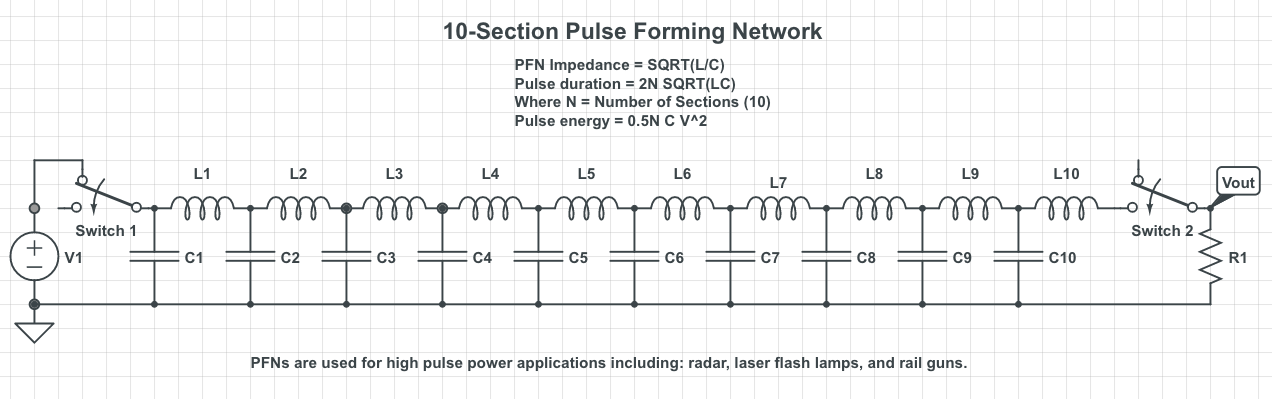 10-Section Pulse Forming Network
PFN Impedance = SQRT(L/C)
Pulse duration = 2N SQRT(LC)
Where N = Number of Sections (10)
Pulse energy = 0.5N C V^2
L1 L2 L3 L4 L5 L6 L7 L8 L9 L10
Vout
Switch 1 Switch 2
V1 C1 C2 C3 C4 C5 C6 C7 C8 C9 C10 R1
PFNs are used for high pulse power applications including: radar, laser flash lamps, and rail guns.